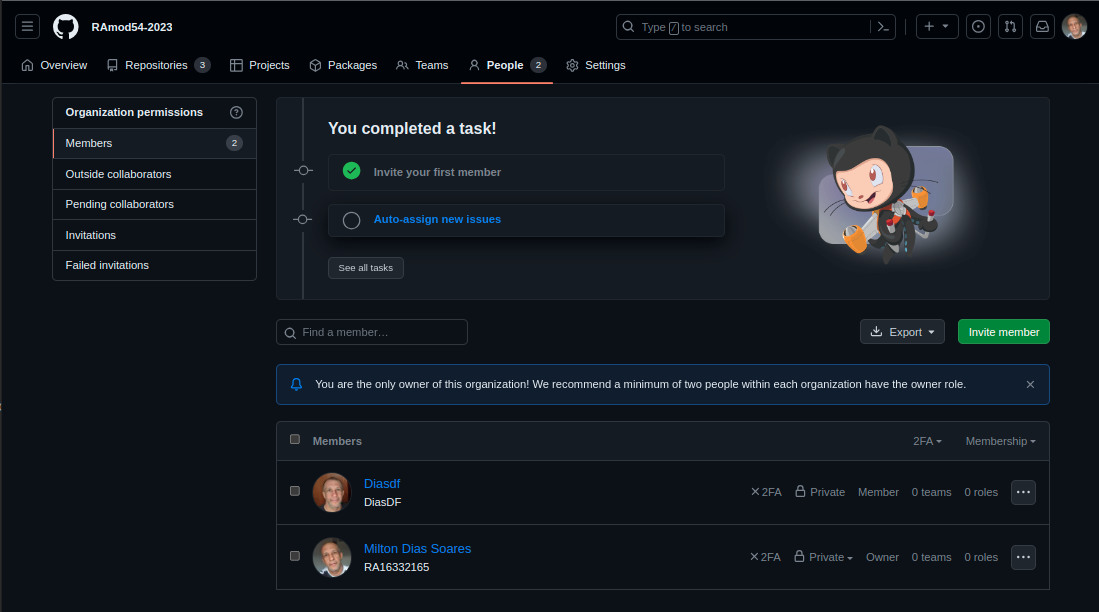 RAmod54-2023
Type / to search
Overview
Repositories 3
Projects
Packages
Teams
People 2
Settings
Organization permissions
Members 2
Outside collaborators
Pending collaborators
Invitations
Failed invitations
You completed a task!
Invite your first member
Auto-assign new issues
See all tasks
Find a member…
Export
Invite member
You are the only owner of this organization! We recommend a minimum of two people within each organization have the owner role.
Members 2FA Membership
Diasdf
DiasDF
2FA Private Member 0 teams 0 roles
Milton Dias Soares
RA16332165
2FA Private Owner 0 teams 0 roles